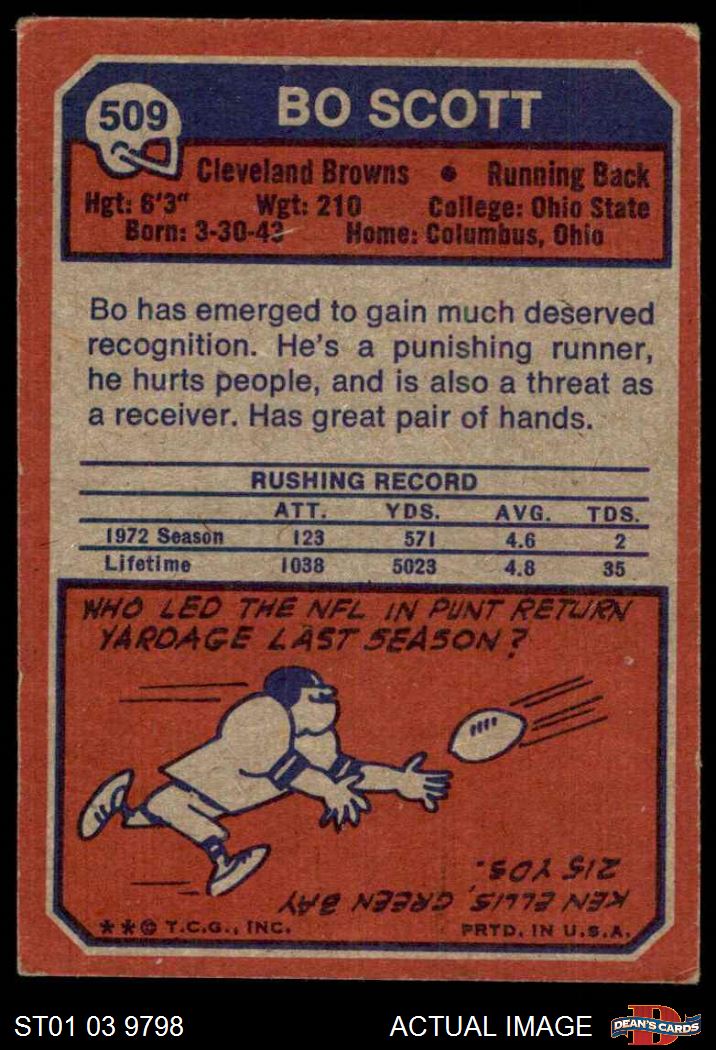 509
BO SCOTT
Cleveland Browns • Running Back
Hgt: 6'3" Wgt: 210 College: Ohio State
Born: 3-30-43 Home: Columbus, Ohio
Bo has emerged to gain much deserved
recognition. He's a punishing runner,
he hurts people, and is also a threat as
a receiver. Has great pair of hands.
RUSHING RECORD
ATT. YDS. AVG. TDS.
1972 Season 123 571 4.6 2
Lifetime 1038 5023 4.8 35
WHO LED THE NFL IN PUNT RETURN
YARDAGE LAST SEASON?
KEN ELLIS, GREEN BAY
215 YDS.
**© T.C.G., INC. PRTD. IN U.S.A.
ST01 03 9798 ACTUAL IMAGE D DEAN'S CARDS